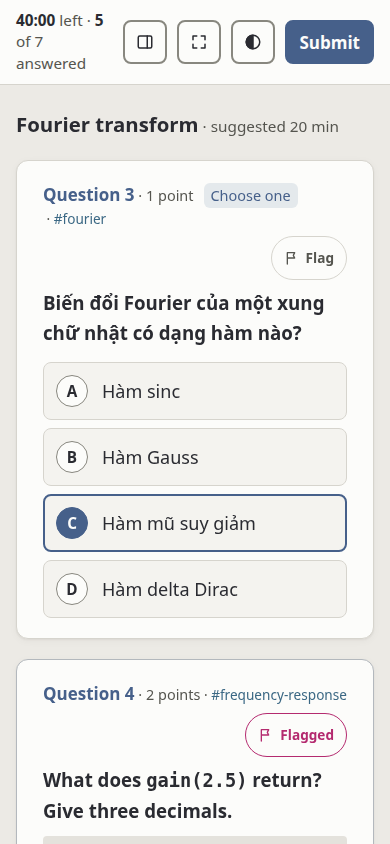 40:00 left · 5
of 7
answered
Submit
Fourier transform · suggested 20 min
Question 3 · 1 point Choose one
· #fourier
Flag
Biến đổi Fourier của một xung
chữ nhật có dạng hàm nào?
A Hàm sinc
B Hàm Gauss
C Hàm mũ suy giảm
D Hàm delta Dirac
Question 4 · 2 points · #frequency-response
Flagged
What does gain(2.5) return?
Give three decimals.